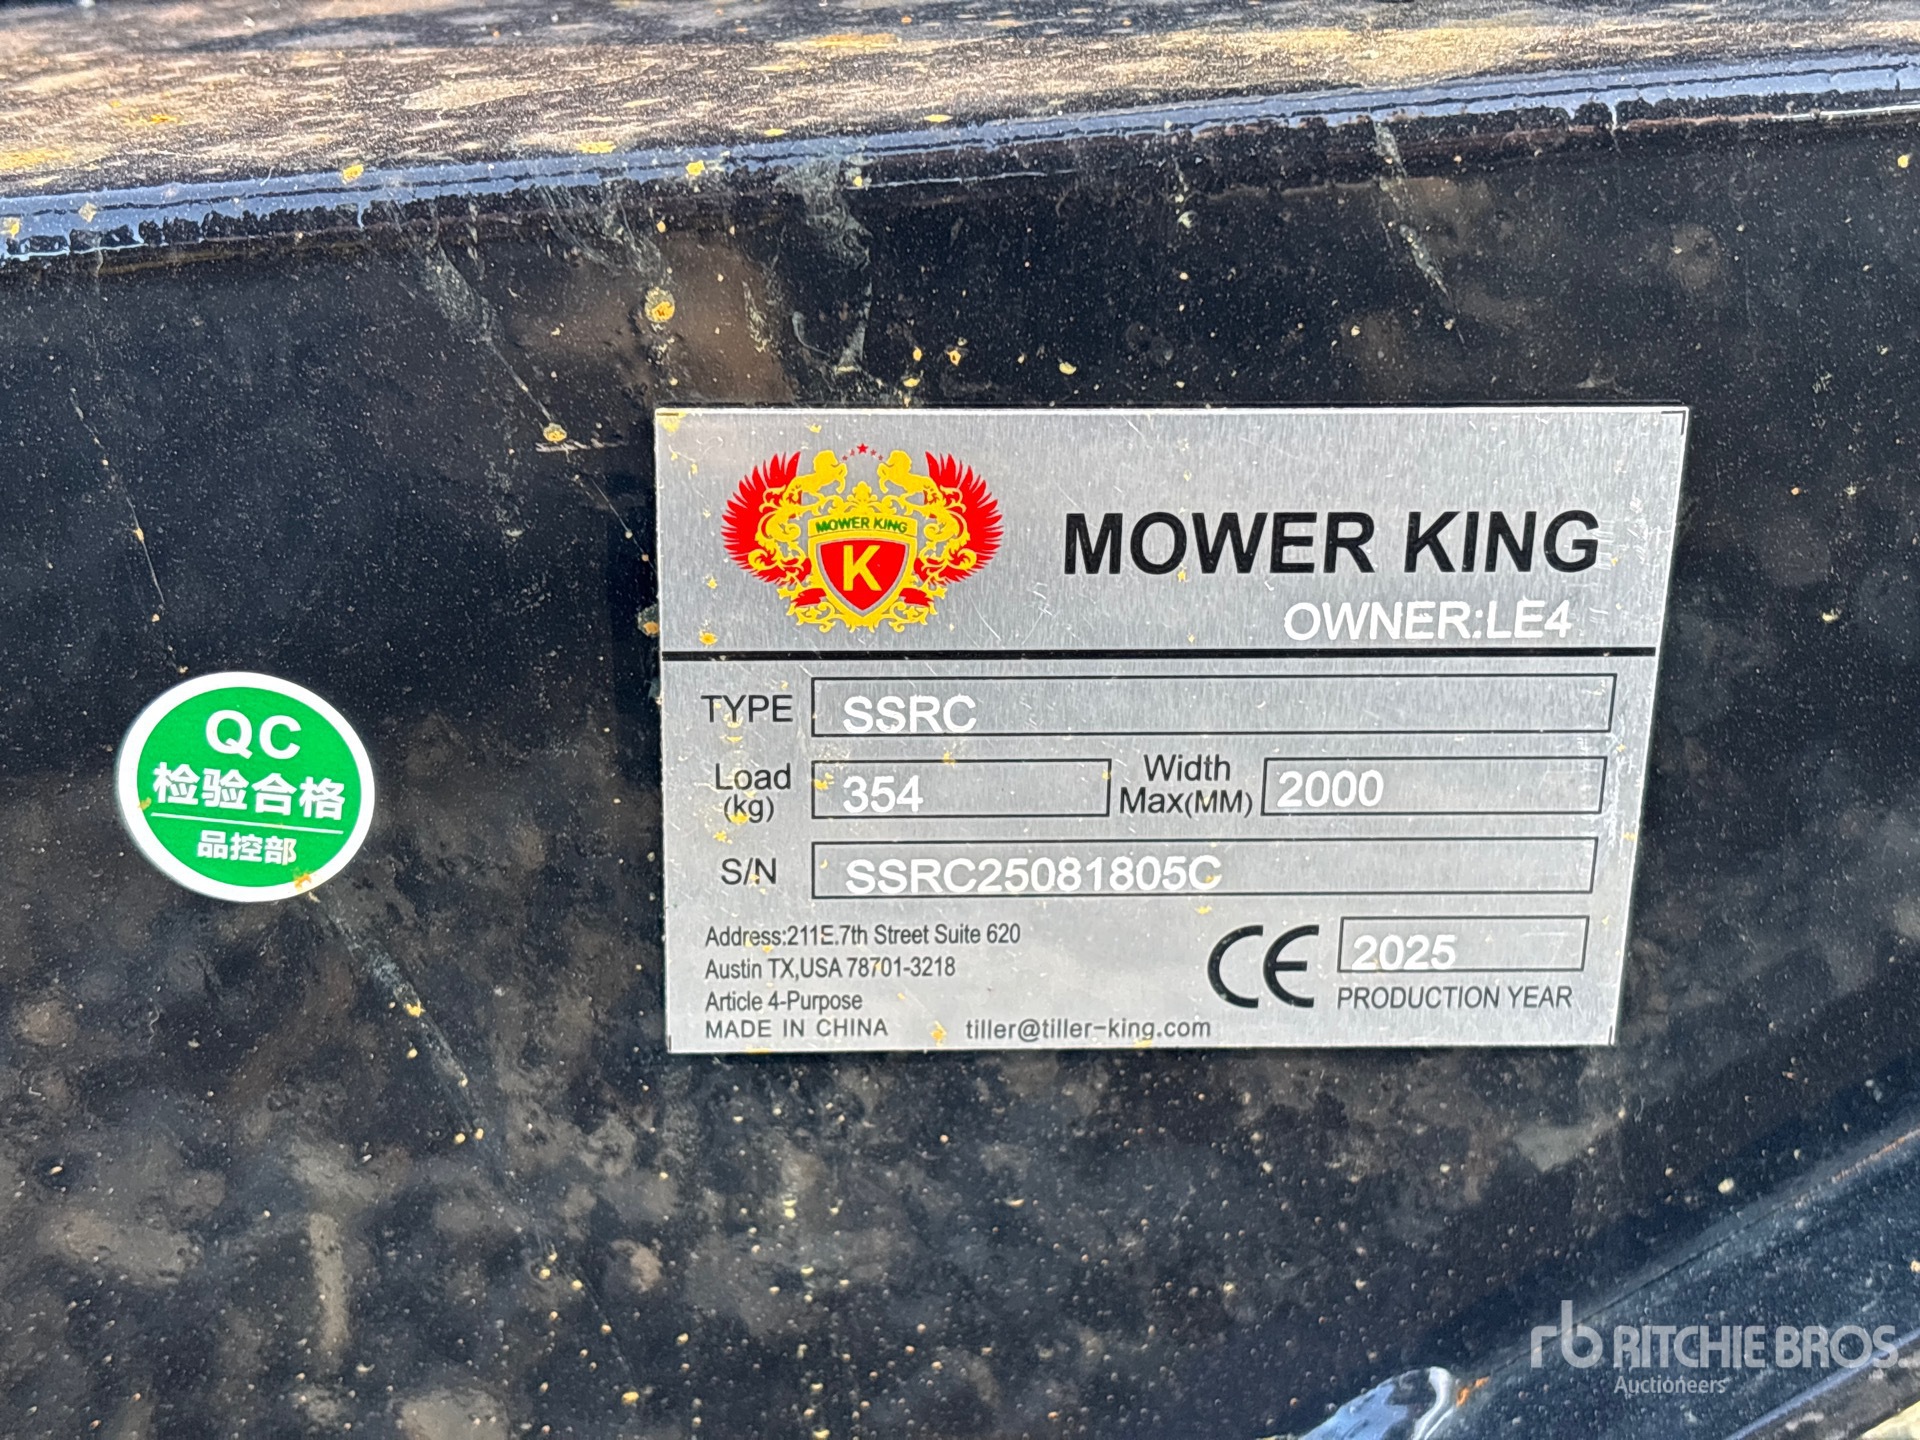 MOWER KING
K
MOWER KING
OWNER:LE4
TYPE SSRC
Load (kg) 354 Width Max(MM) 2000
S/N SSRC25081805C
Address:211E.7th Street Suite 620
Austin TX,USA 78701-3218
Article 4-Purpose
MADE IN CHINA tiller@tiller-king.com
CE 2025
PRODUCTION YEAR
QC
检验合格
品控部
rb RITCHIE BROS.
Auctioneers